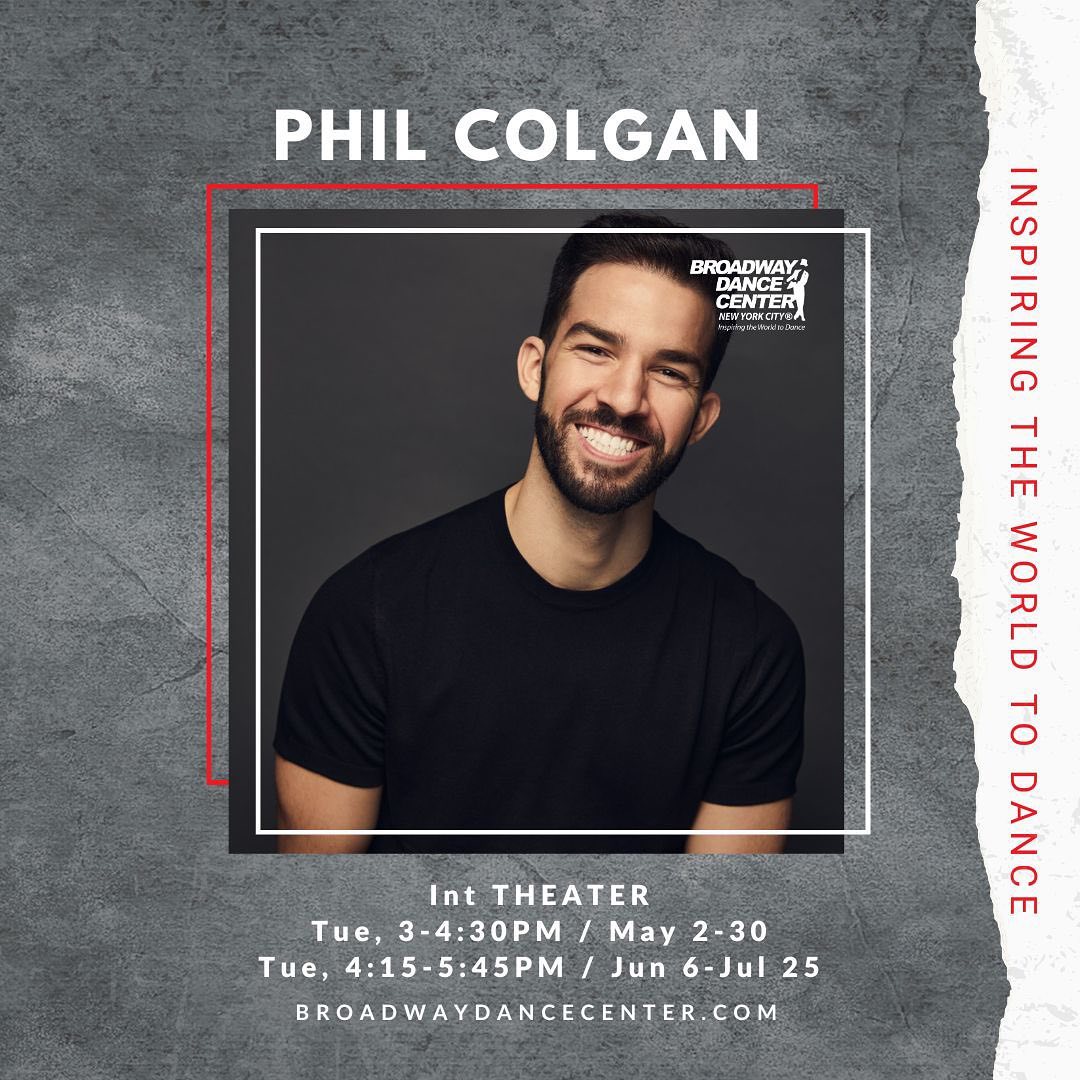 PHIL COLGAN
BROADWAY
DANCE
CENTER
NEW YORK CITY®
Inspiring the World to Dance
INSPIRING THE WORLD TO DANCE
Int THEATER
Tue, 3-4:30PM / May 2-30
Tue, 4:15-5:45PM / Jun 6-Jul 25
BROADWAYDANCECENTER.COM